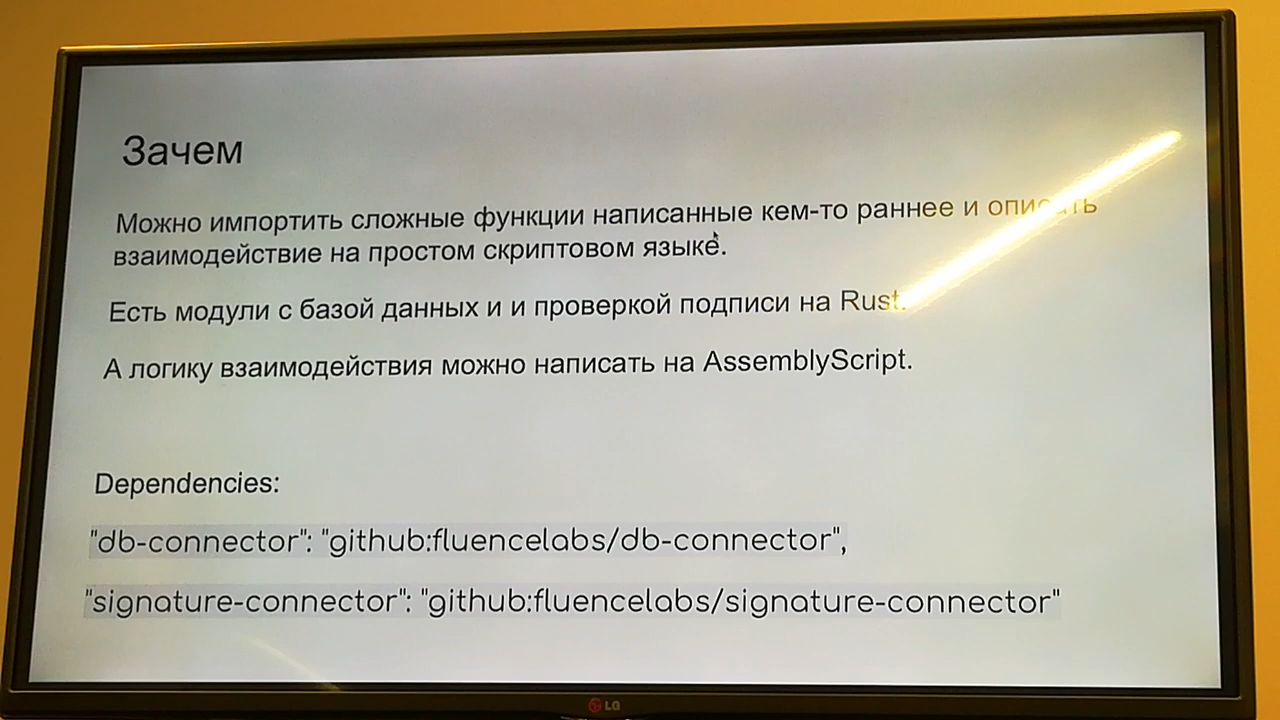 Зачем
Можно импортить сложные функции написанные кем-то раннее и описать
взаимодействие на простом скриптовом языке.
Есть модули с базой данных и и проверкой подписи на Rust.
А логику взаимодействия можно написать на AssemblyScript.
Dependencies:
"db-connector": "github:fluencelabs/db-connector",
"signature-connector": "github:fluencelabs/signature-connector"
LG